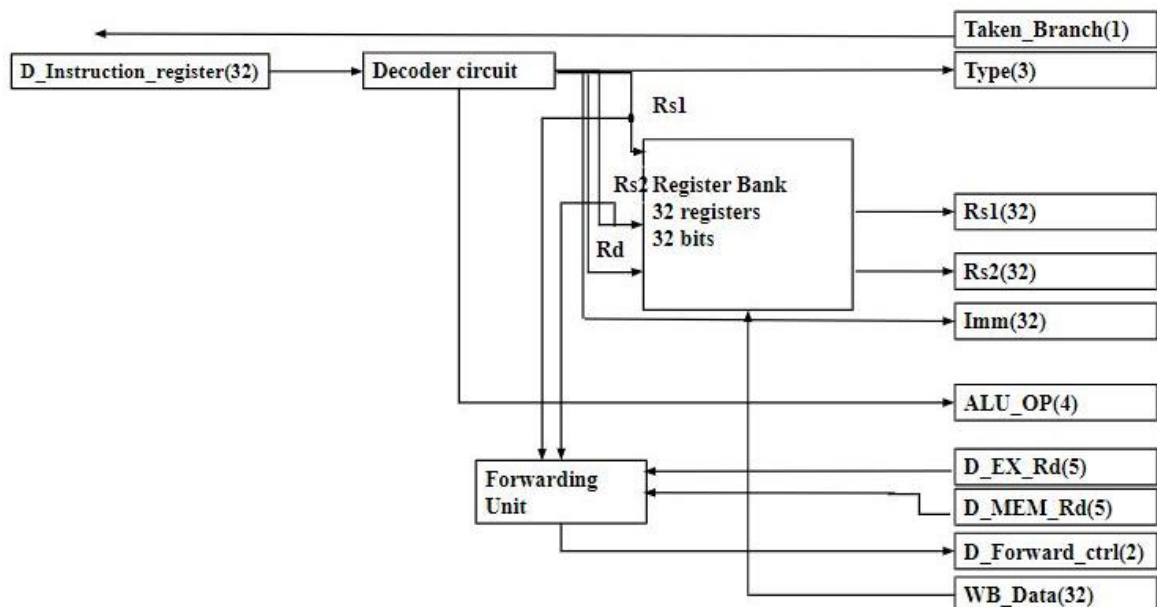 Taken_Branch(1)
D_Instruction_register(32)
Decoder circuit
Type(3)
Rs1
Rs2
Register Bank
32 registers
32 bits
Rd
Rs1(32)
Rs2(32)
Imm(32)
ALU_OP(4)
Forwarding
Unit
D_EX_Rd(5)
D_MEM_Rd(5)
D_Forward_ctrl(2)
WB_Data(32)